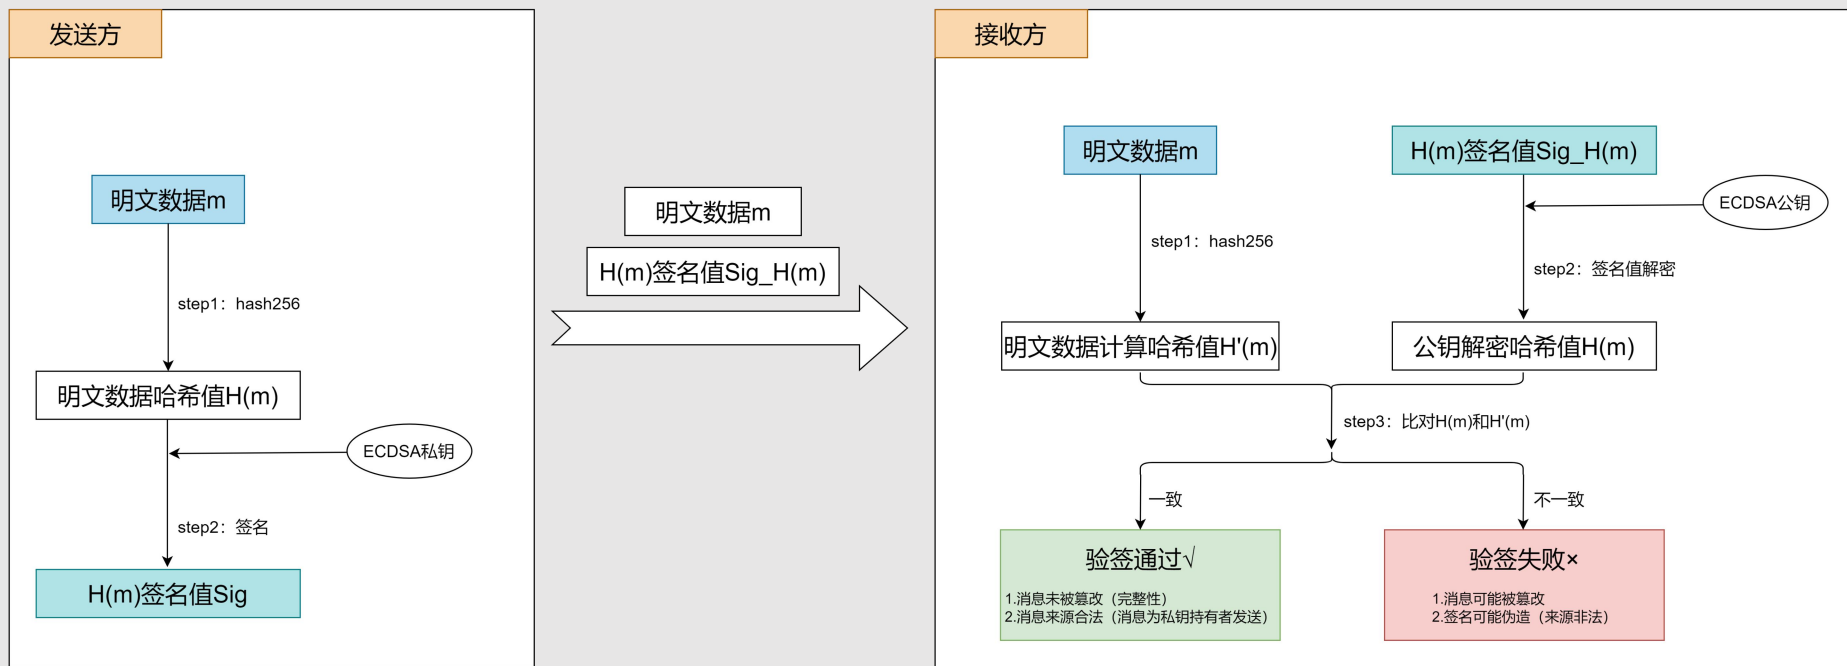 发送方
明文数据m
step1：hash256
明文数据哈希值H(m)
ECDSA私钥
step2：签名
H(m)签名值Sig
明文数据m
H(m)签名值Sig_H(m)
接收方
明文数据m
H(m)签名值Sig_H(m)
ECDSA公钥
step1：hash256
step2：签名值解密
明文数据计算哈希值H'(m)
公钥解密哈希值H(m)
step3：比对H(m)和H'(m)
一致
不一致
验签通过√
1.消息未被篡改（完整性）
2.消息来源合法（消息为私钥持有者发送）
验签失败×
1.消息可能被篡改
2.签名可能伪造（来源非法）